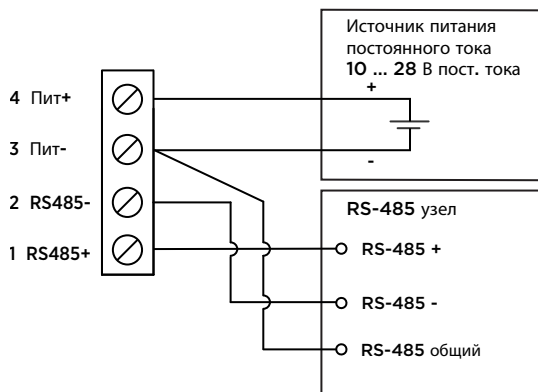 Источник питания
постоянного тока
10 ... 28 В пост. тока
+
-
4 Пит+
3 Пит-
2 RS485-
1 RS485+
RS-485 узел
RS-485 +
RS-485 -
RS-485 общий